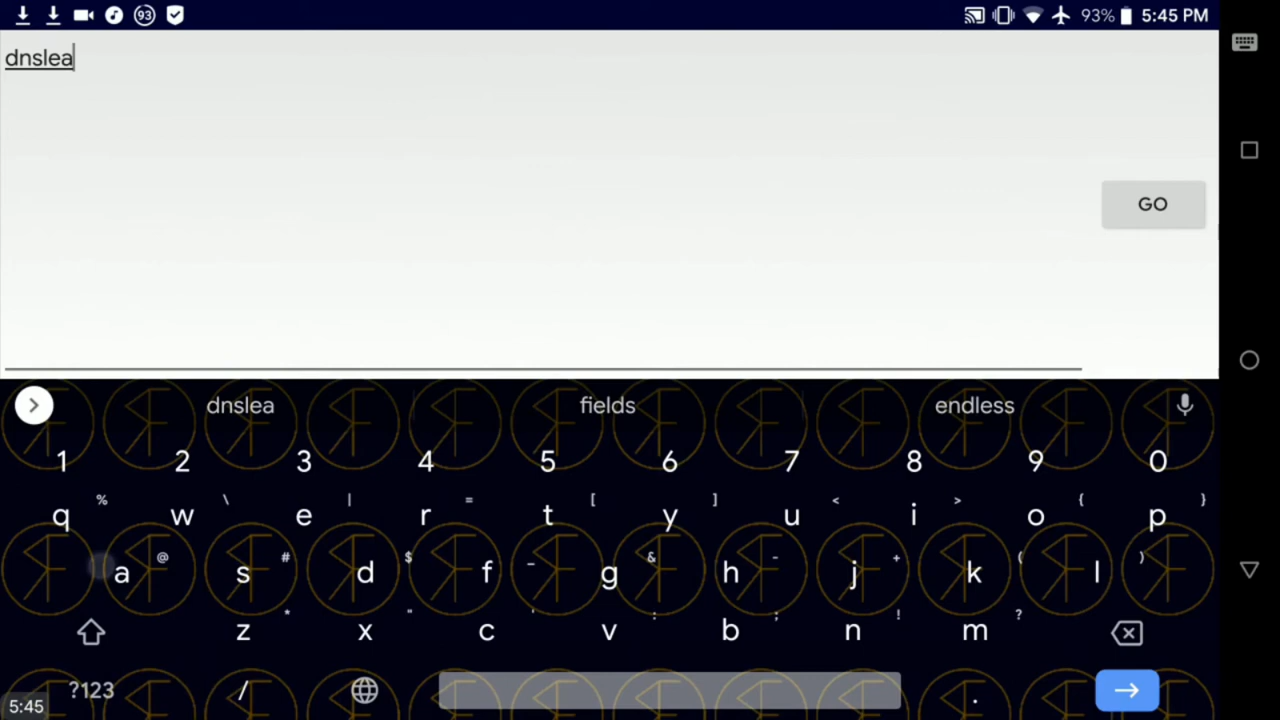 93 93% 5:45 PM
dnslea
GO
dnslea fields endless
1 2 3 4 5 6 7 8 9 0
% \ | = [ ] < > { }
q w e r t y u i o p
@ # $ _ & - + ( )
a s d f g h j k l
* " ' : ; ! ?
z x c v b n m
?123 / .
5:45